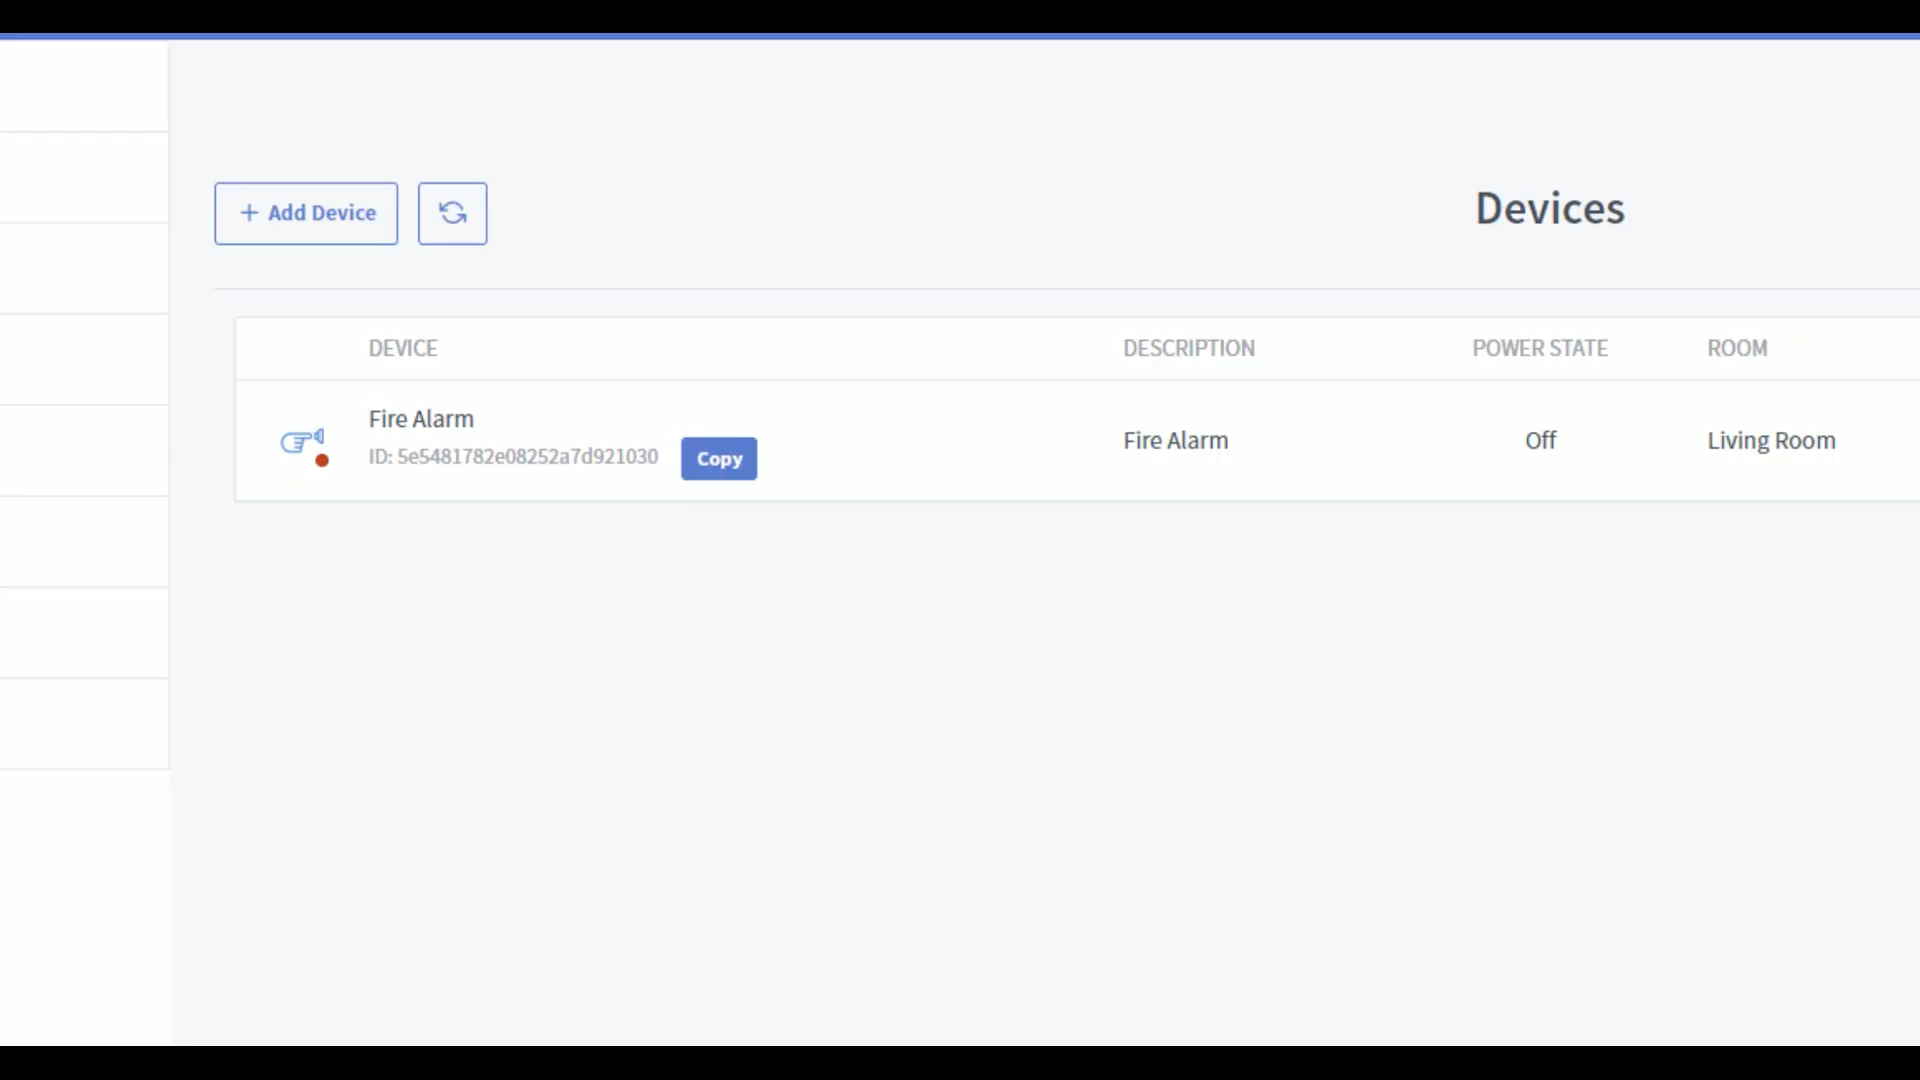 + Add Device
Devices
DEVICE DESCRIPTION POWER STATE ROOM
Fire Alarm
ID: 5e5481782e08252a7d921030 Copy
Fire Alarm Off Living Room